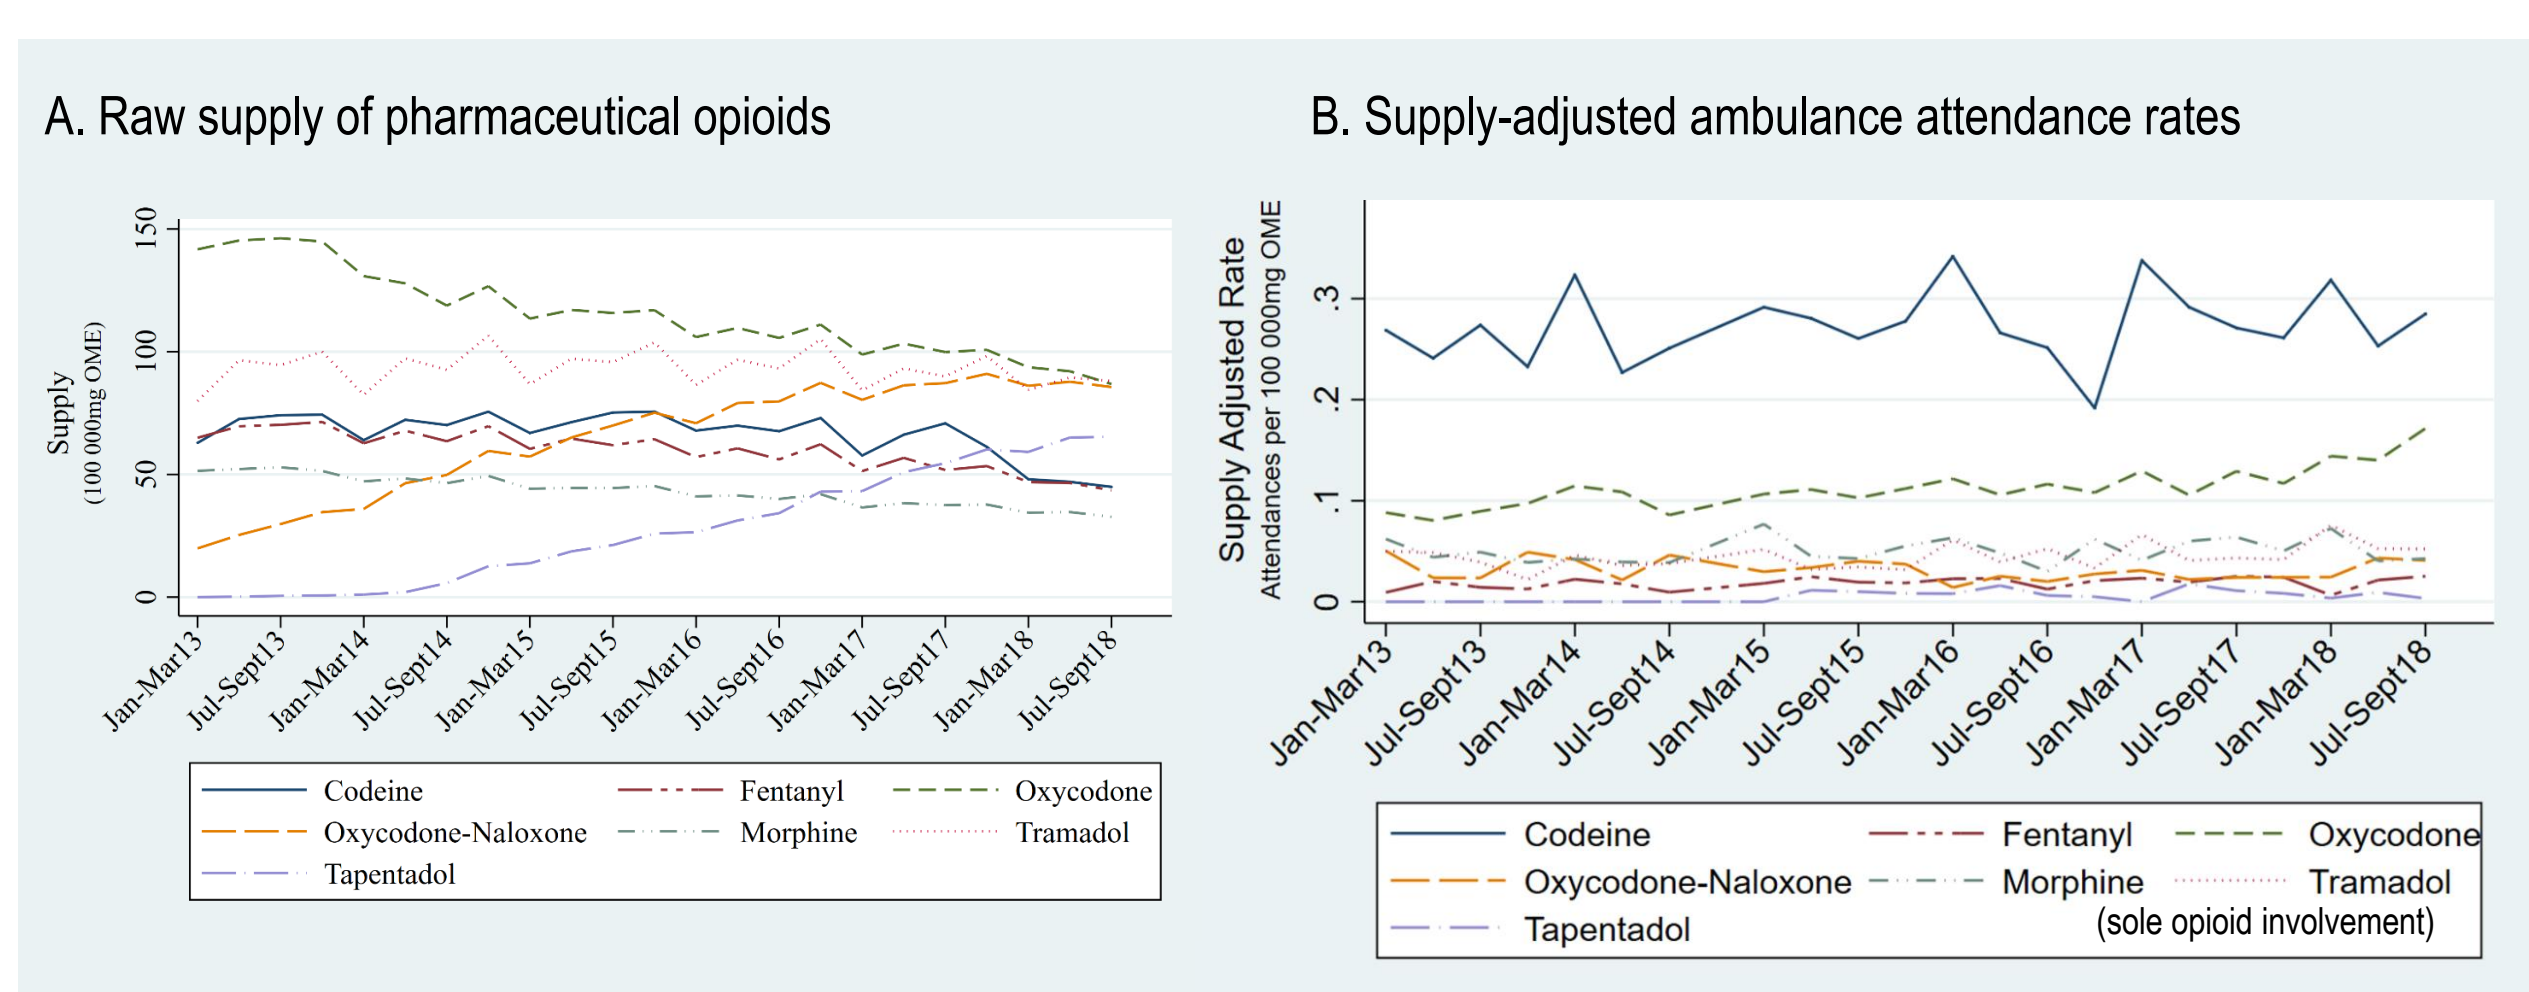 A. Raw supply of pharmaceutical opioids
Supply
(100 000mg OME)
150
100
50
0
Jan-Mar13
Jul-Sept13
Jan-Mar14
Jul-Sept14
Jan-Mar15
Jul-Sept15
Jan-Mar16
Jul-Sept16
Jan-Mar17
Jul-Sept17
Jan-Mar18
Jul-Sept18
Codeine Fentanyl Oxycodone
Oxycodone-Naloxone Morphine Tramadol
Tapentadol
B. Supply-adjusted ambulance attendance rates
Supply Adjusted Rate
Attendances per 100 000mg OME
.3
.2
.1
0
Jan-Mar13
Jul-Sept13
Jan-Mar14
Jul-Sept14
Jan-Mar15
Jul-Sept15
Jan-Mar16
Jul-Sept16
Jan-Mar17
Jul-Sept17
Jan-Mar18
Jul-Sept18
Codeine Fentanyl Oxycodone
Oxycodone-Naloxone Morphine Tramadol
Tapentadol (sole opioid involvement)